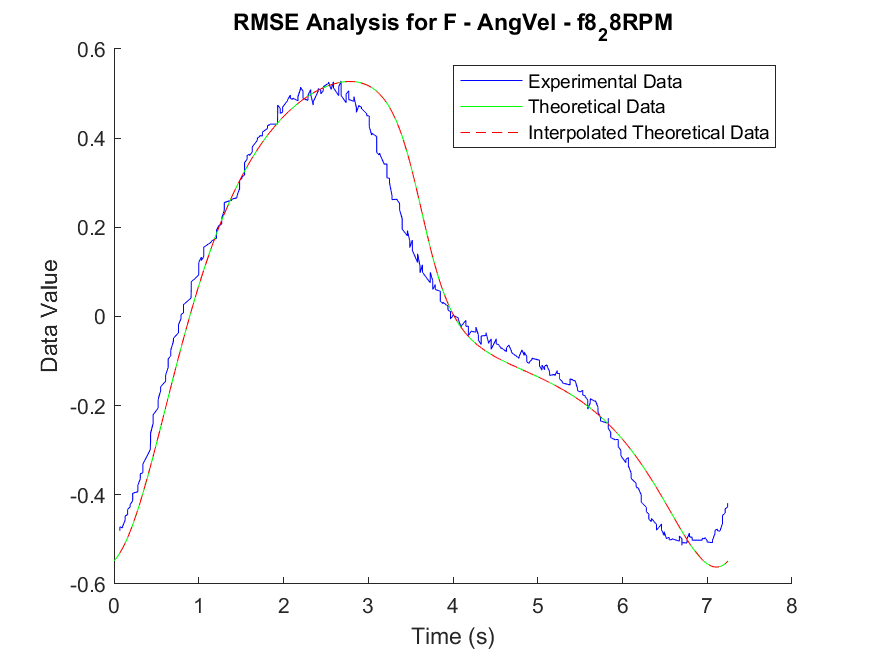 RMSE Analysis for F - AngVel - f8₂8RPM
Experimental Data
Theoretical Data
Interpolated Theoretical Data
Data Value
0.6
0.4
0.2
0
-0.2
-0.4
-0.6
0 1 2 3 4 5 6 7 8
Time (s)